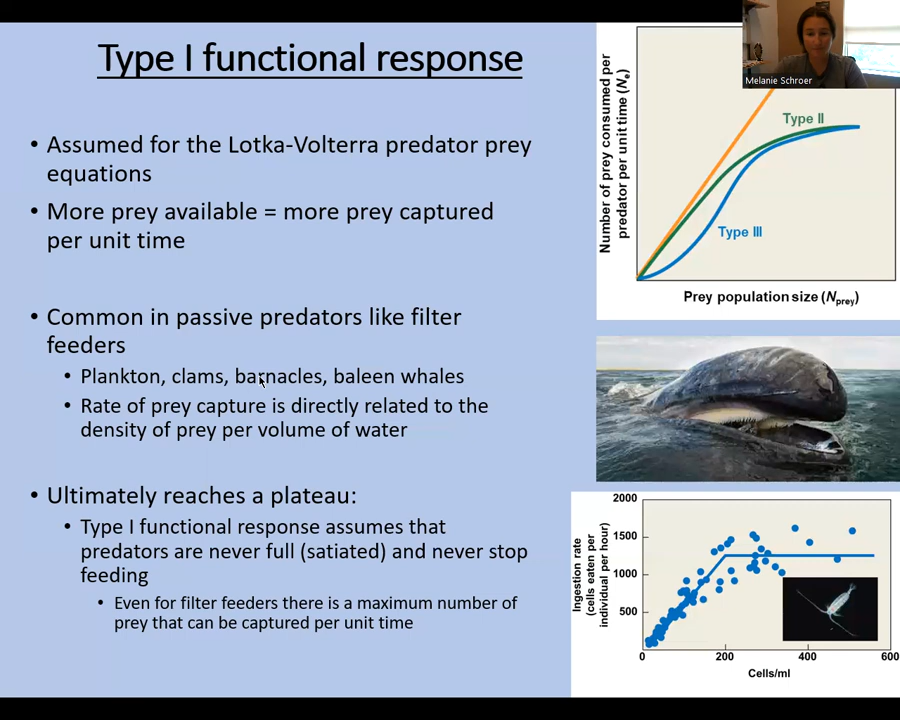 Type I functional response
• Assumed for the Lotka-Volterra predator prey
equations
• More prey available = more prey captured
per unit time
• Common in passive predators like filter
feeders
• Plankton, clams, barnacles, baleen whales
• Rate of prey capture is directly related to the
density of prey per volume of water
• Ultimately reaches a plateau:
• Type I functional response assumes that
predators are never full (satiated) and never stop
feeding
• Even for filter feeders there is a maximum number of
prey that can be captured per unit time
Melanie Schroer
Number of prey consumed per
predator per unit time (Ne)
Type II
Type III
Prey population size (Nprey)
Ingestion rate
(cells eaten per
individual per hour)
2000
1500
1000
500
0
200
400
600
Cells/ml